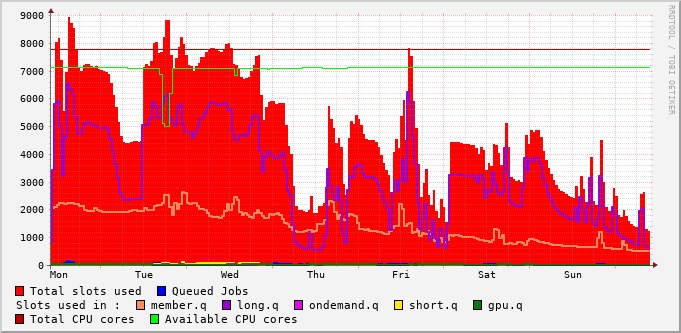 9000
8000
7000
6000
5000
4000
3000
2000
1000
0
Mon Tue Wed Thu Fri Sat Sun
RRDTOOL / TOBI OETIKER
Total slots used Queued Jobs
Slots used in : member.q long.q ondemand.q short.q gpu.q
Total CPU cores Available CPU cores